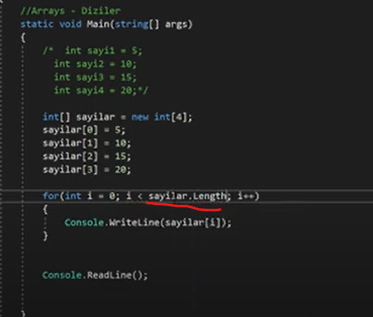 //Arrays - Diziler
static void Main(string[] args)
{
/* int sayi1 = 5;
int sayi2 = 10;
int sayi3 = 15;
int sayi4 = 20;*/
int[] sayilar = new int[4];
sayilar[0] = 5;
sayilar[1] = 10;
sayilar[2] = 15;
sayilar[3] = 20;
for(int i = 0; i < sayilar.Length; i++)
{
Console.WriteLine(sayilar[i]);
}
Console.ReadLine();
}